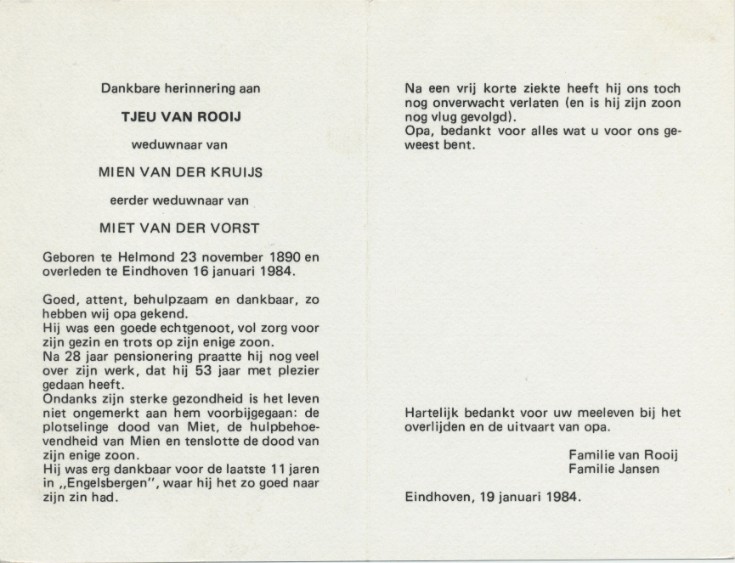 Dankbare herinnering aan
TJEU VAN ROOIJ
weduwnaar van
MIEN VAN DER KRUIJS
eerder weduwnaar van
MIET VAN DER VORST
Geboren te Helmond 23 november 1890 en
overleden te Eindhoven 16 januari 1984.
Goed, attent, behulpzaam en dankbaar, zo
hebben wij opa gekend.
Hij was een goede echtgenoot, vol zorg voor
zijn gezin en trots op zijn enige zoon.
Na 28 jaar pensionering praatte hij nog veel
over zijn werk, dat hij 53 jaar met plezier
gedaan heeft.
Ondanks zijn sterke gezondheid is het leven
niet ongemerkt aan hem voorbijgegaan: de
plotselinge dood van Miet, de hulpbehoe-
vendheid van Mien en tenslotte de dood van
zijn enige zoon.
Hij was erg dankbaar voor de laatste 11 jaren
in „Engelsbergen”, waar hij het zo goed naar
zijn zin had.
Na een vrij korte ziekte heeft hij ons toch
nog onverwacht verlaten (en is hij zijn zoon
nog vlug gevolgd).
Opa, bedankt voor alles wat u voor ons ge-
weest bent.
Hartelijk bedankt voor uw meeleven bij het
overlijden en de uitvaart van opa.
Familie van Rooij
Familie Jansen
Eindhoven, 19 januari 1984.